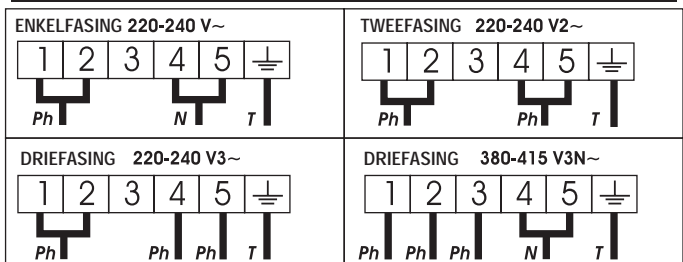 ENKELFASING 220-240 V~
1 2 3 4 5
Ph N T
TWEEFASING 220-240 V2~
1 2 3 4 5
Ph Ph T
DRIEFASING 220-240 V3~
1 2 3 4 5
Ph Ph Ph T
DRIEFASING 380-415 V3N~
1 2 3 4 5
Ph Ph Ph N T